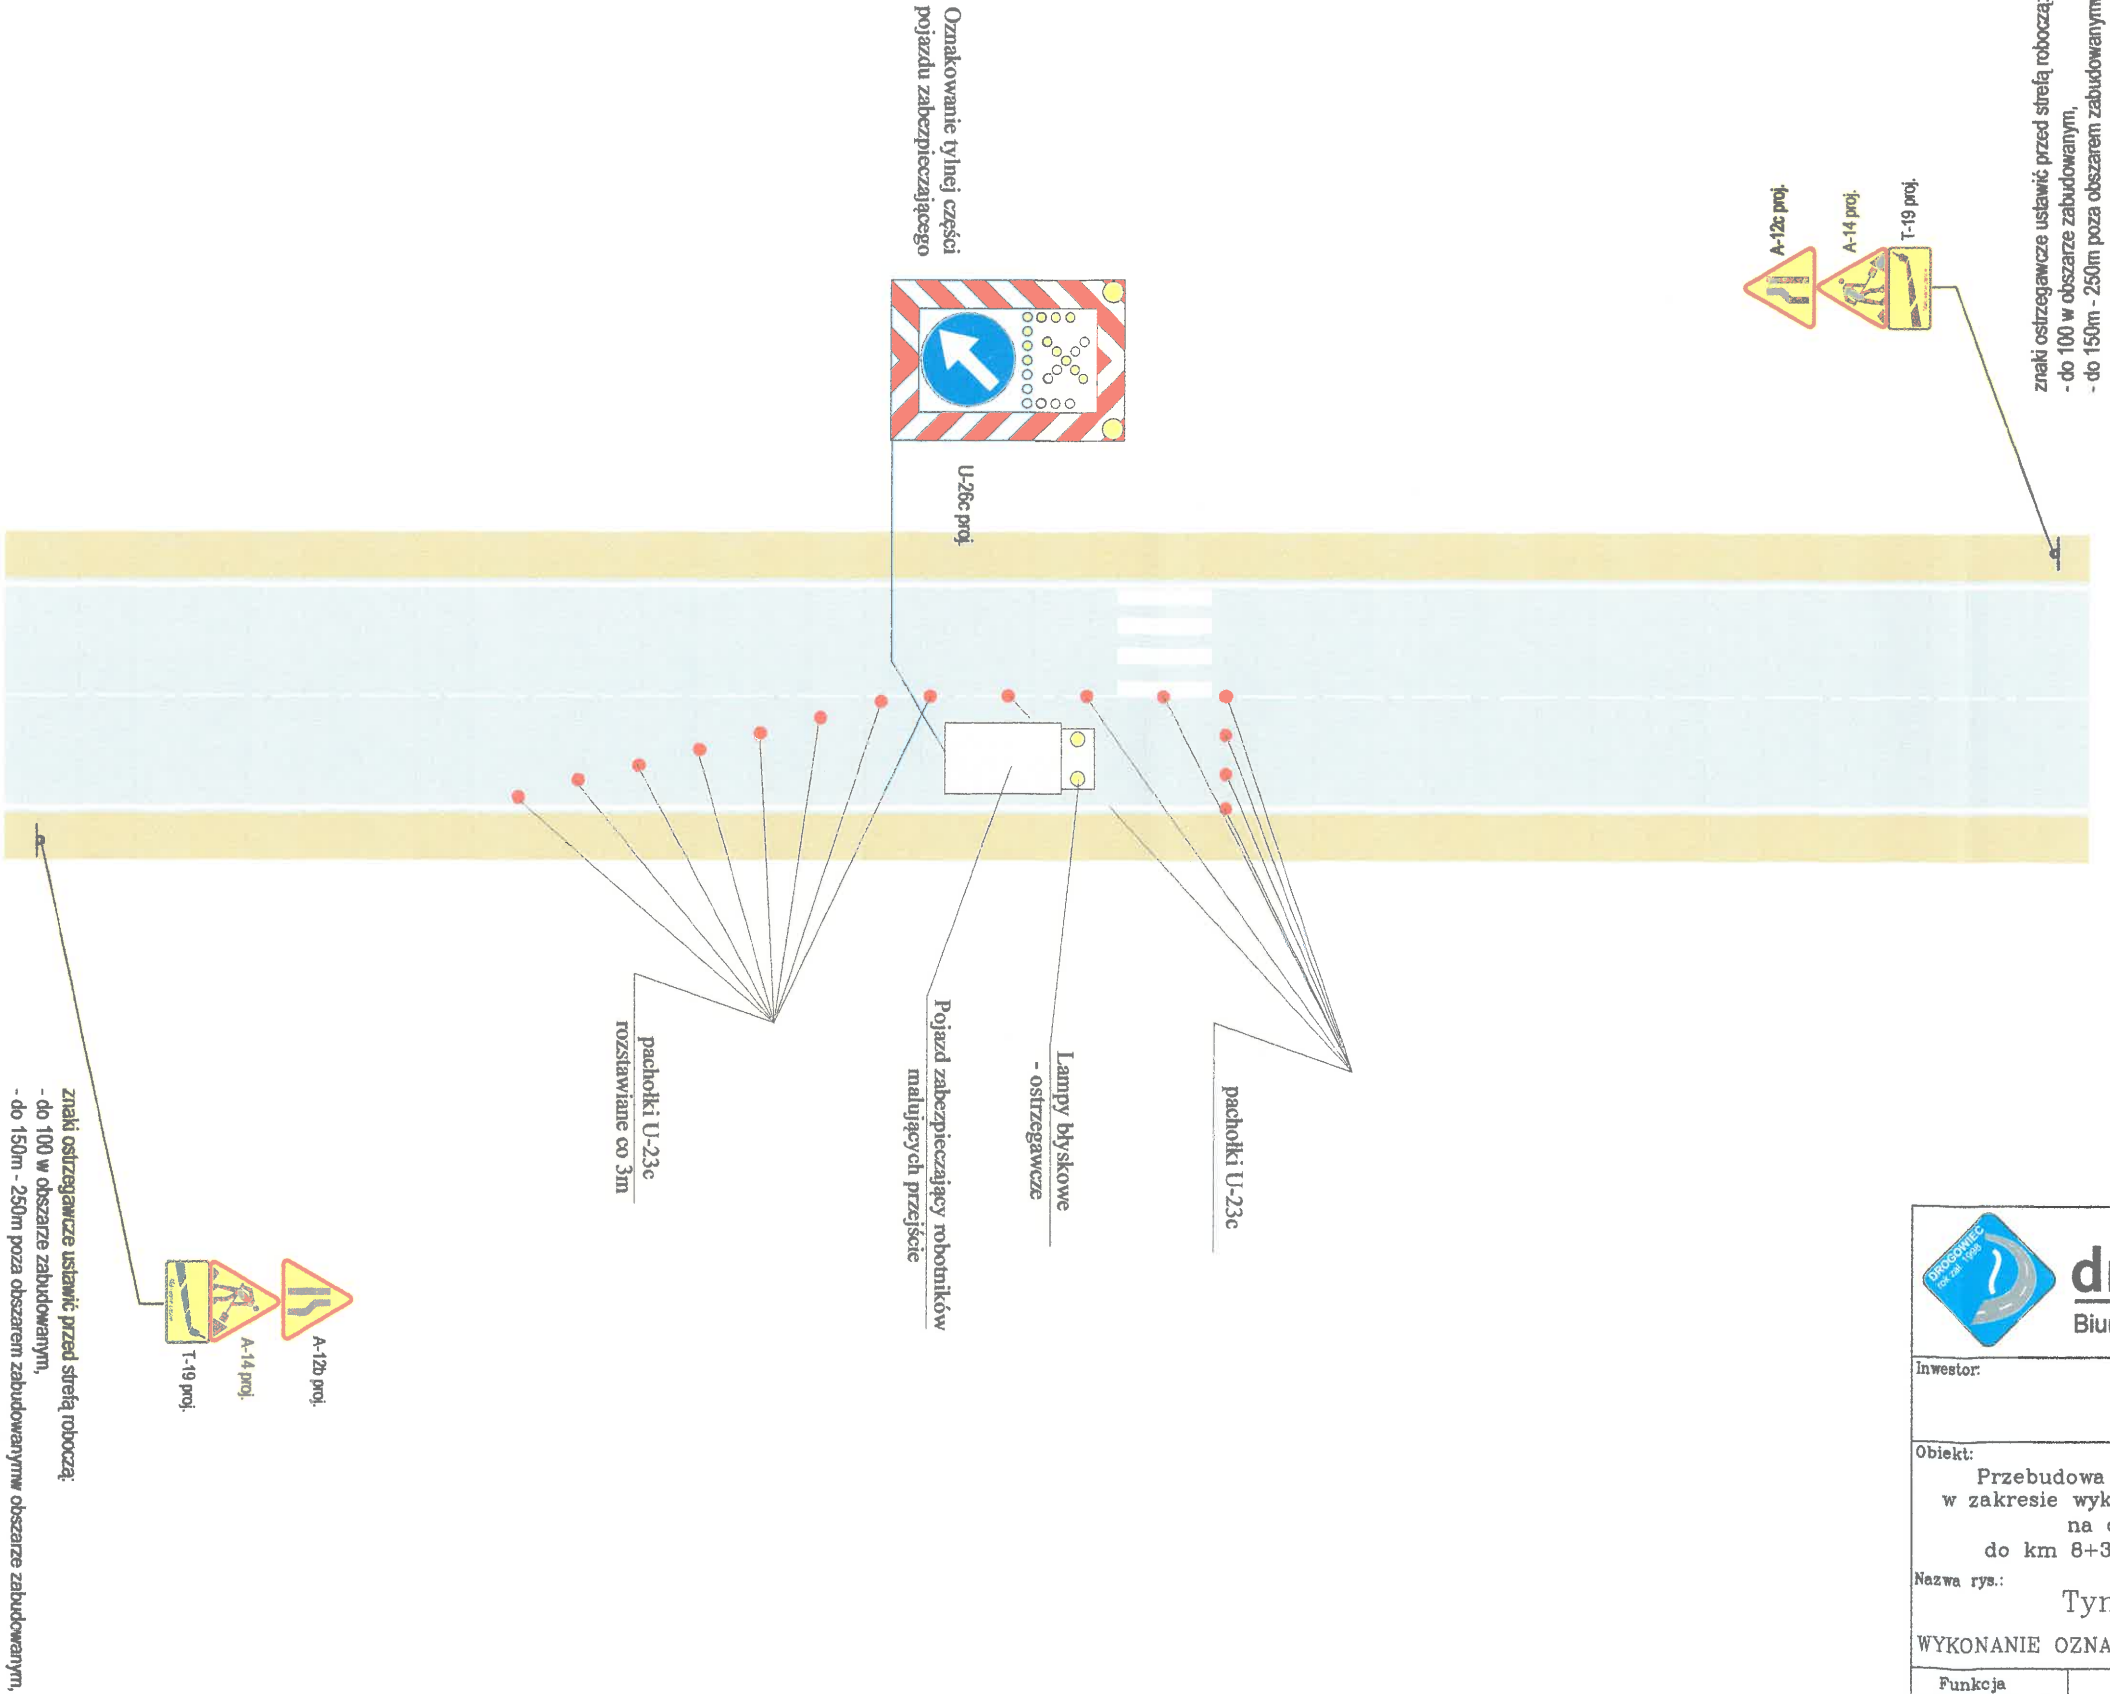 znaki ostrzegawcze ustawić przed strefą roboczą:
- do 100 w obszarze zabudowanym,
- do 150m - 250m poza obszarem zabudowanym
T-19 proj.
A-14 proj.
A-12c proj.
Oznakowanie tylnej części
pojazdu zabezpieczającego
U-26c proj.
pachołki U-23c
Lampy błyskowe
- ostrzegawcze
Pojazd zabezpieczający robotników
malujących przejście
pachołki U-23c
rozstawiane co 3m
A-12b proj.
A-14 proj.
T-19 proj.
znaki ostrzegawcze ustawić przed strefą roboczą:
- do 100 w obszarze zabudowanym,
- do 150m - 250m poza obszarem zabudowanymw obszarze zabudowanym,
DROGOWIEC
rok zał. 1998
Inwestor:
Obiekt:
Przebudowa
w zakresie
na
do km 8+3
Nazwa rys.:
WYKONANIE
Funkcja